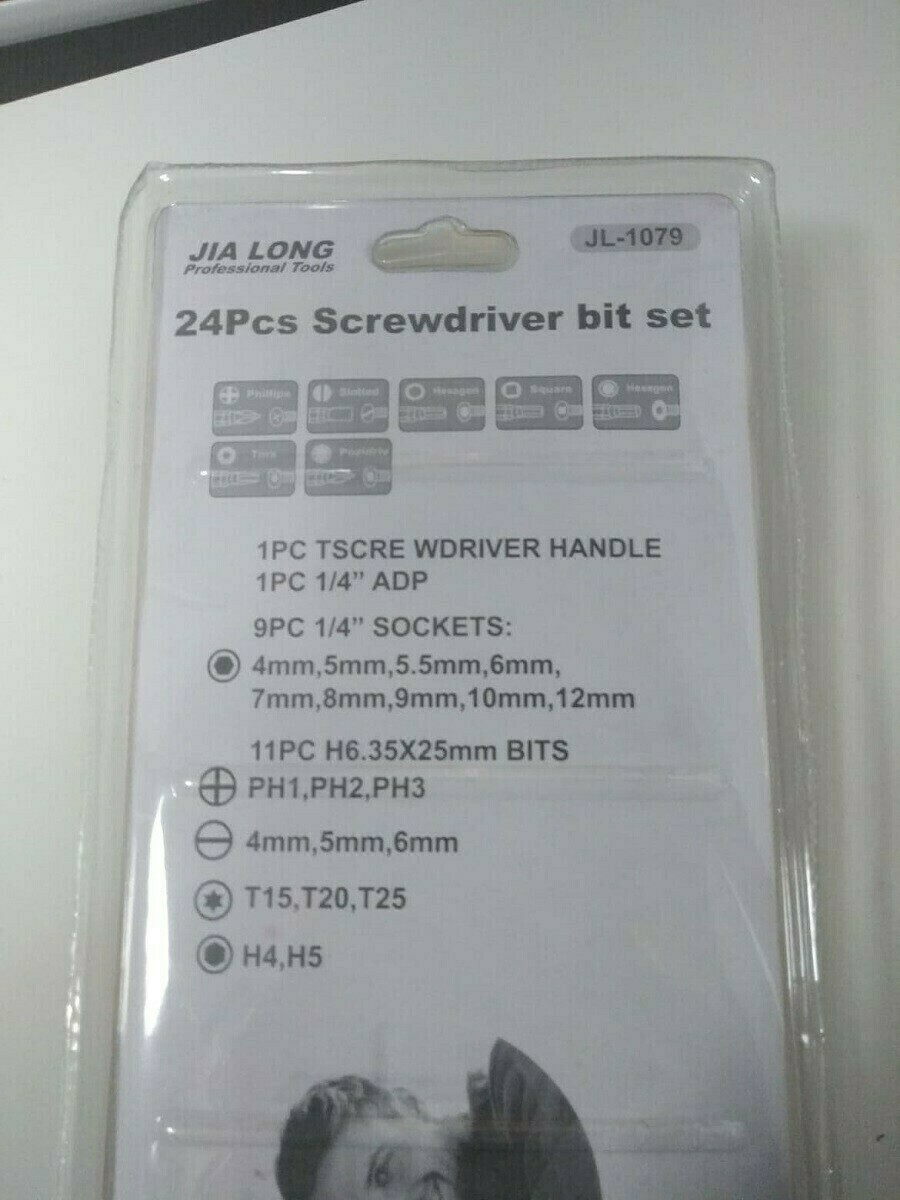 JIA LONG
Professional Tools
JL-1079
24Pcs Screwdriver bit set
Phillips
Slotted
Hexagon
Square
Hexagon
Torx
Pozidriv
1PC TSCRE WDRIVER HANDLE
1PC 1/4” ADP
9PC 1/4” SOCKETS:
4mm,5mm,5.5mm,6mm,
7mm,8mm,9mm,10mm,12mm
11PC H6.35X25mm BITS
PH1,PH2,PH3
4mm,5mm,6mm
T15,T20,T25
H4,H5